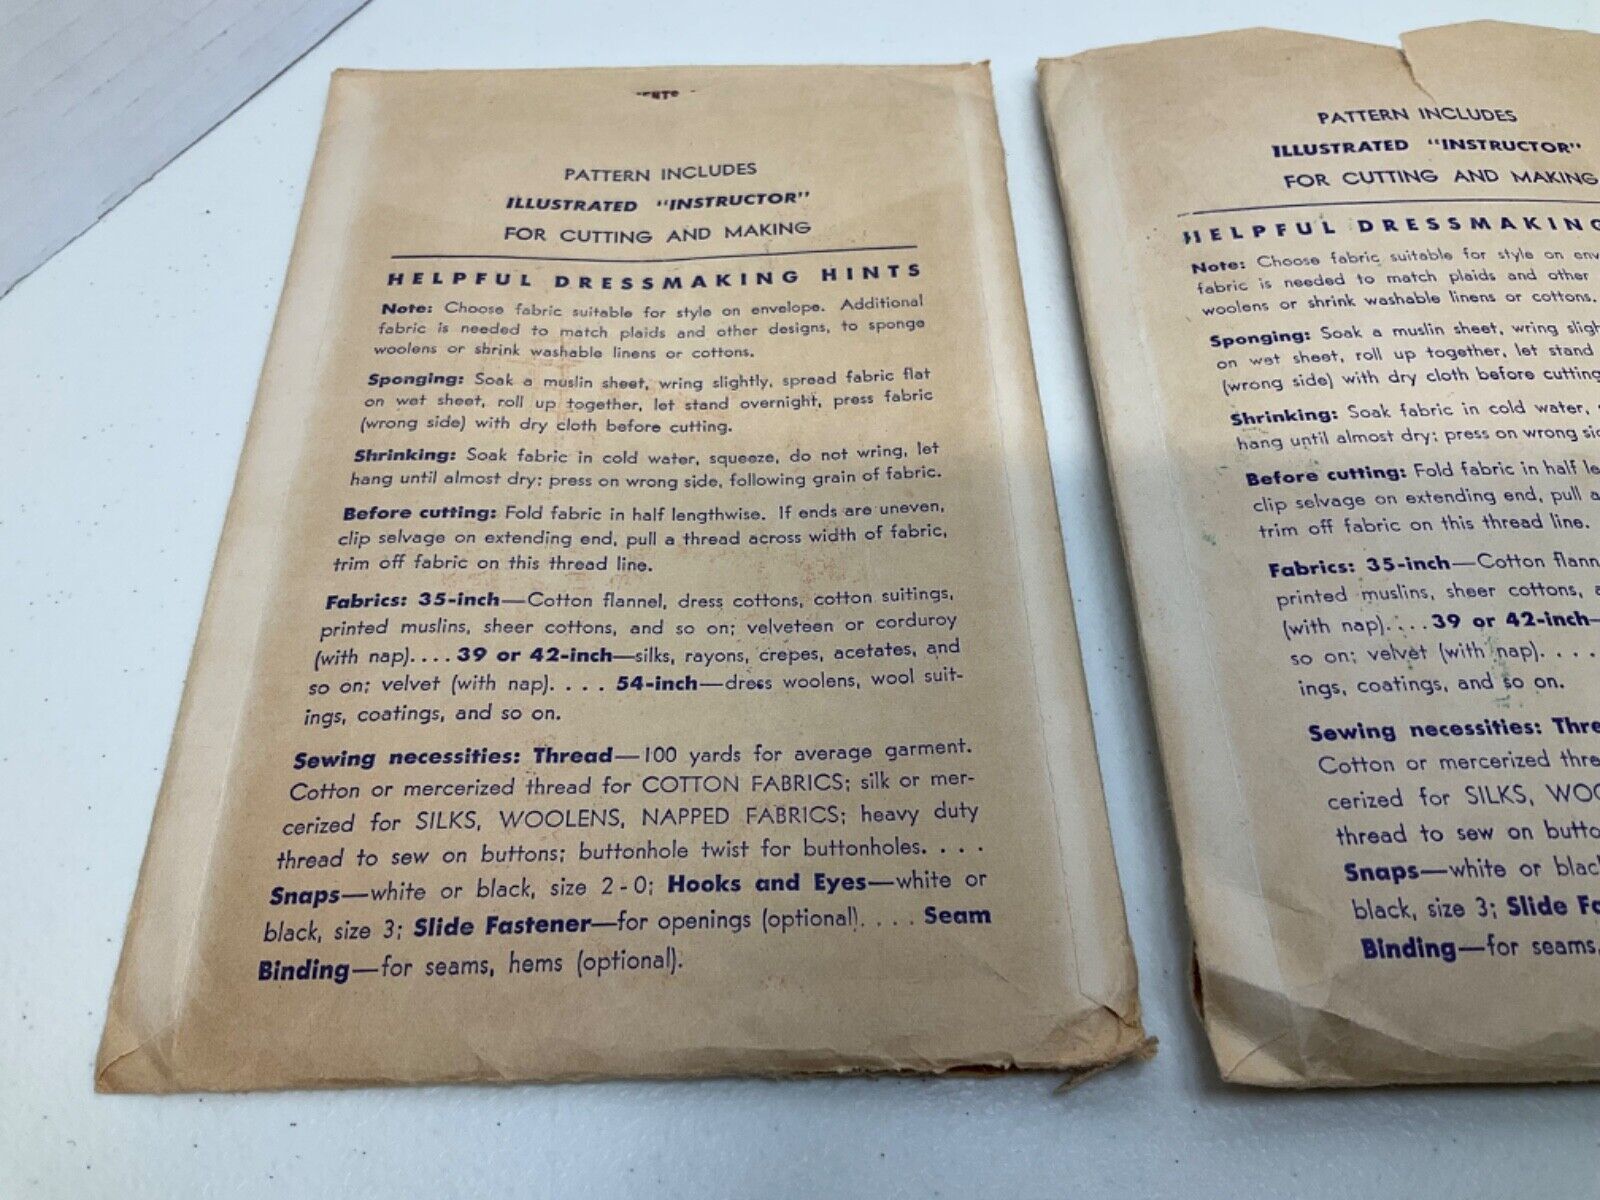 PATTERN INCLUDES
ILLUSTRATED "INSTRUCTOR"
FOR CUTTING AND MAKING
HELPFUL DRESSMAKING HINTS
Note: Choose fabric suitable for style on envelope. Additional
fabric is needed to match plaids and other designs, to sponge
woolens or shrink washable linens or cottons.
Sponging: Soak a muslin sheet, wring slightly, spread fabric flat
on wet sheet, roll up together, let stand overnight, press fabric
(wrong side) with dry cloth before cutting.
Shrinking: Soak fabric in cold water, squeeze, do not wring, let
hang until almost dry; press on wrong side, following grain of fabric.
Before cutting: Fold fabric in half lengthwise. If ends are uneven,
clip selvage on extending end, pull a thread across width of fabric,
trim off fabric on this thread line.
Fabrics: 35-inch—Cotton flannel, dress cottons, cotton suitings,
printed muslins, sheer cottons, and so on; velveteen or corduroy
(with nap).... 39 or 42-inch—silks, rayons, crepes, acetates, and
so on; velvet (with nap). . . . 54-inch—dress woolens, wool suit-
ings, coatings, and so on.
Sewing necessities: Thread—100 yards for average garment.
Cotton or mercerized thread for COTTON FABRICS; silk or mer-
cerized for SILKS, WOOLENS, NAPPED FABRICS; heavy duty
thread to sew on buttons; buttonhole twist for buttonholes. . . .
Snaps—white or black, size 2-0; Hooks and Eyes—white or
black, size 3; Slide Fastener—for openings (optional). . . . Seam
Binding—for seams, hems (optional).
PATTERN INCLUDES
ILLUSTRATED "INSTRUCTOR"
FOR CUTTING AND MAKING
HELPFUL DRESSMAKING
Note: Choose fabric suitable for style on
fabric is needed to match plaids and other
woolens or shrink washable linens or cottons.
Sponging: Soak a muslin sheet, wring
on wet sheet, roll up together, let stand
(wrong side) with dry cloth before cutting
Shrinking: Soak fabric in cold water,
hang until almost dry; press on wrong
Before cutting: Fold fabric in half
clip selvage on extending end, pull a
trim off fabric on this thread line.
Fabrics: 35-inch—Cotton
printed muslins, sheer cottons,
(with nap).... 39 or 42-inch—
so on; velvet (with nap). . . .
ings, coatings, and so on.
Sewing necessities:
Cotton or mercerized
cerized for SILKS,
thread to sew on
Snaps—white or
black, size 3; Slide
Binding—for seams,